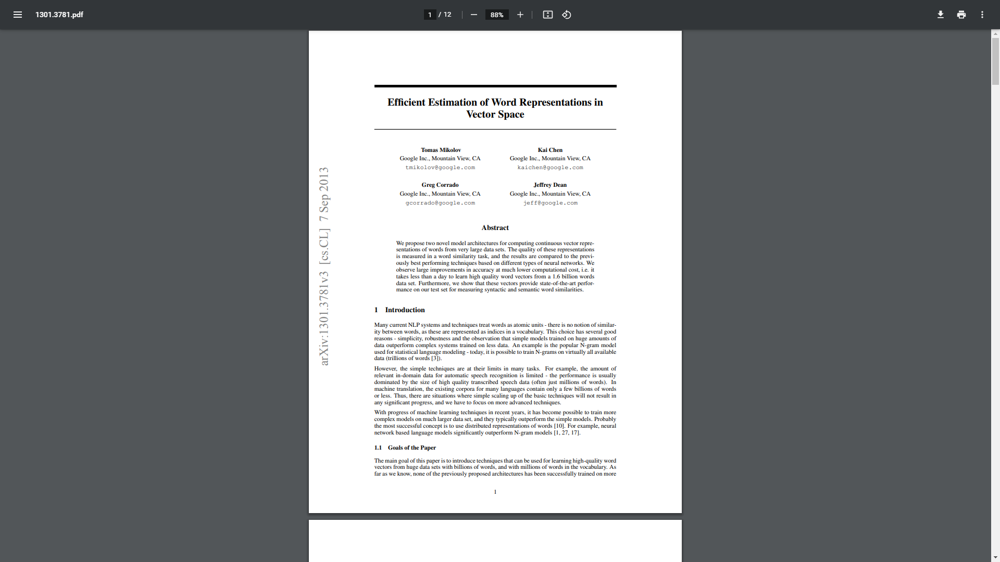 1301.3781.pdf
1 / 12
88%
Efficient Estimation of Word Representations in
Vector Space
Tomas Mikolov
Google Inc., Mountain View, CA
tmikolov@google.com
Kai Chen
Google Inc., Mountain View, CA
kaichen@google.com
Greg Corrado
Google Inc., Mountain View, CA
gcorrado@google.com
Jeffrey Dean
Google Inc., Mountain View, CA
jeff@google.com
arXiv:1301.3781v3 [cs.CL] 7 Sep 2013
Abstract
We propose two novel model architectures for computing continuous vector repre-
sentations of words from very large data sets. The quality of these representations
is measured in a word similarity task, and the results are compared to the previ-
ously best performing techniques based on different types of neural networks. We
observe large improvements in accuracy at much lower computational cost, i.e. it
takes less than a day to learn high quality word vectors from a 1.6 billion words
data set. Furthermore, we show that these vectors provide state-of-the-art perfor-
mance on our test set for measuring syntactic and semantic word similarities.
1 Introduction
Many current NLP systems and techniques treat words as atomic units - there is no notion of similar-
ity between words, as these are represented as indices in a vocabulary. This choice has several good
reasons - simplicity, robustness and the observation that simple models trained on huge amounts of
data outperform complex systems trained on less data. An example is the popular N-gram model
used for statistical language modeling - today, it is possible to train N-grams on virtually all available
data (trillions of words [3]).
However, the simple techniques are at their limits in many tasks. For example, the amount of
relevant in-domain data for automatic speech recognition is limited - the performance is usually
dominated by the size of high quality transcribed speech data (often just millions of words). In
machine translation, the existing corpora for many languages contain only a few billions of words
or less. Thus, there are situations where simple scaling up of the basic techniques will not result in
any significant progress, and we have to focus on more advanced techniques.
With progress of machine learning techniques in recent years, it has become possible to train more
complex models on much larger data set, and they typically outperform the simple models. Probably
the most successful concept is to use distributed representations of words [10]. For example, neural
network based language models significantly outperform N-gram models [1, 27, 17].
1.1 Goals of the Paper
The main goal of this paper is to introduce techniques that can be used for learning high-quality word
vectors from huge data sets with billions of words, and with millions of words in the vocabulary. As
far as we know, none of the previously proposed architectures has been successfully trained on more
1